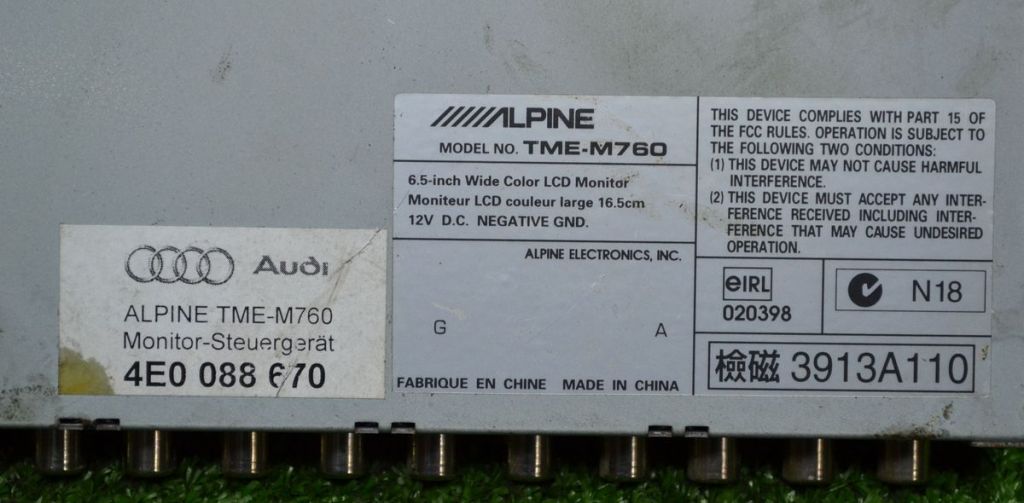 Audi
ALPINE TME-M760
Monitor-Steuergerät
4E0 088 670
ALPINE
MODEL NO. TME-M760
6.5-inch Wide Color LCD Monitor
Moniteur LCD couleur large 16.5cm
12V D.C. NEGATIVE GND.
ALPINE ELECTRONICS, INC.
G A
FABRIQUE EN CHINE MADE IN CHINA
THIS DEVICE COMPLIES WITH PART 15 OF
THE FCC RULES. OPERATION IS SUBJECT TO
THE FOLLOWING TWO CONDITIONS:
(1) THIS DEVICE MAY NOT CAUSE HARMFUL
INTERFERENCE.
(2) THIS DEVICE MUST ACCEPT ANY INTER-
FERENCE RECEIVED INCLUDING INTER-
FERENCE THAT MAY CAUSE UNDESIRED
OPERATION.
eIRL
020398
N18
檢磁 3913A110